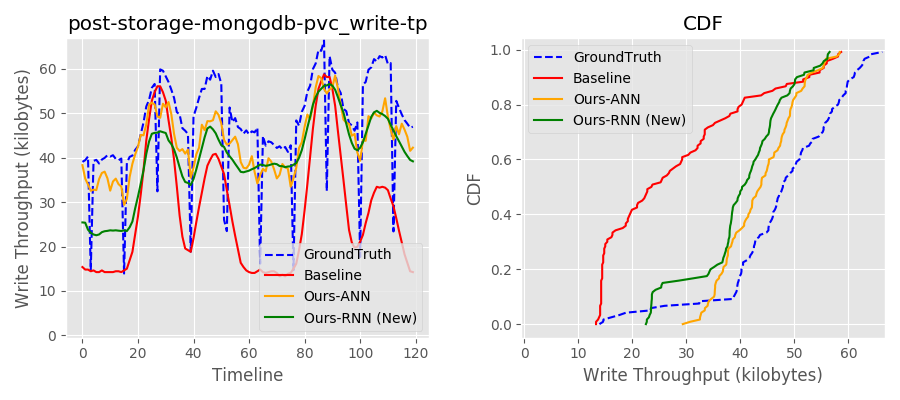 post-storage-mongodb-pvc_write-tp
Write Throughput (kilobytes)
60
50
40
30
20
10
0
GroundTruth
Baseline
Ours-ANN
Ours-RNN (New)
0 20 40 60 80 100 120
Timeline
CDF
CDF
1.0
0.8
0.6
0.4
0.2
0.0
GroundTruth
Baseline
Ours-ANN
Ours-RNN (New)
0 10 20 30 40 50 60
Write Throughput (kilobytes)